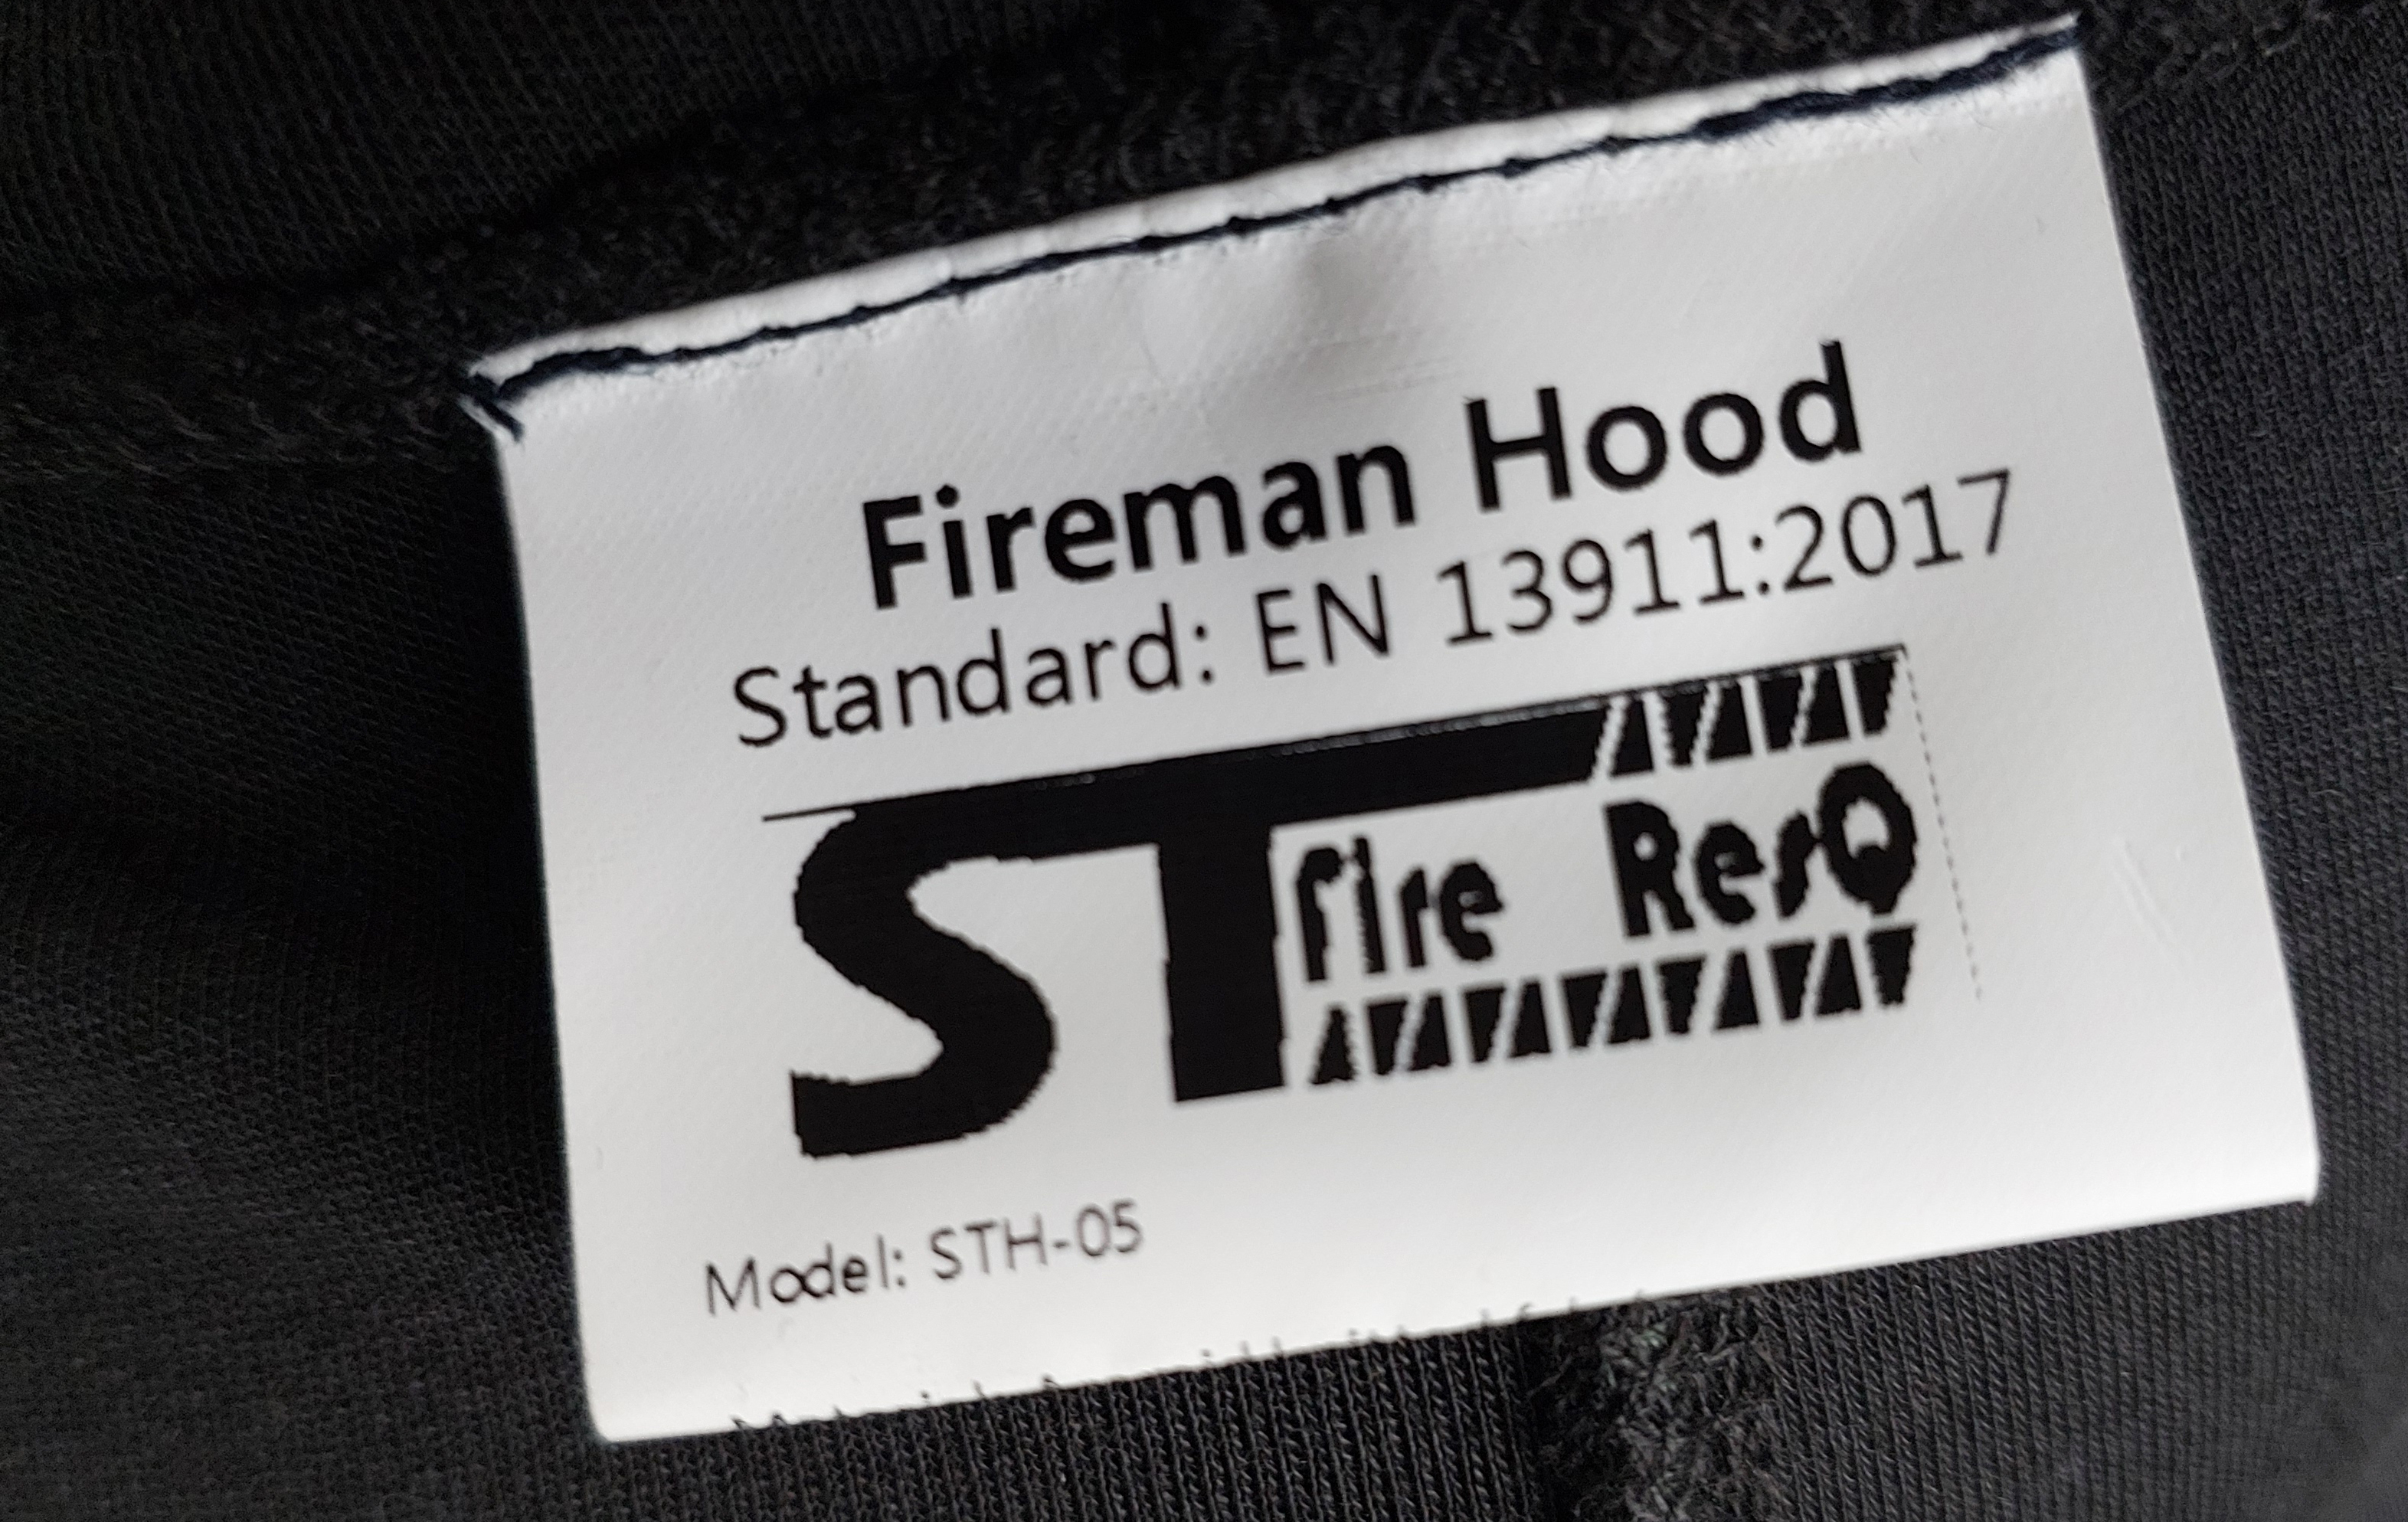 Fireman Hood
Standard: EN 13911:2017
ST
fire ResQ
Model: STH-05